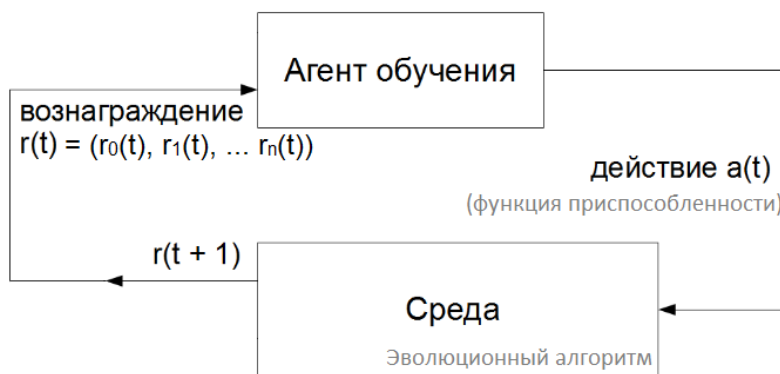 Агент обучения
вознаграждение
r(t) = (r₀(t), r₁(t), ... rₙ(t))
действие a(t)
(функция приспособленности)
r(t + 1)
Среда
Эволюционный алгоритм